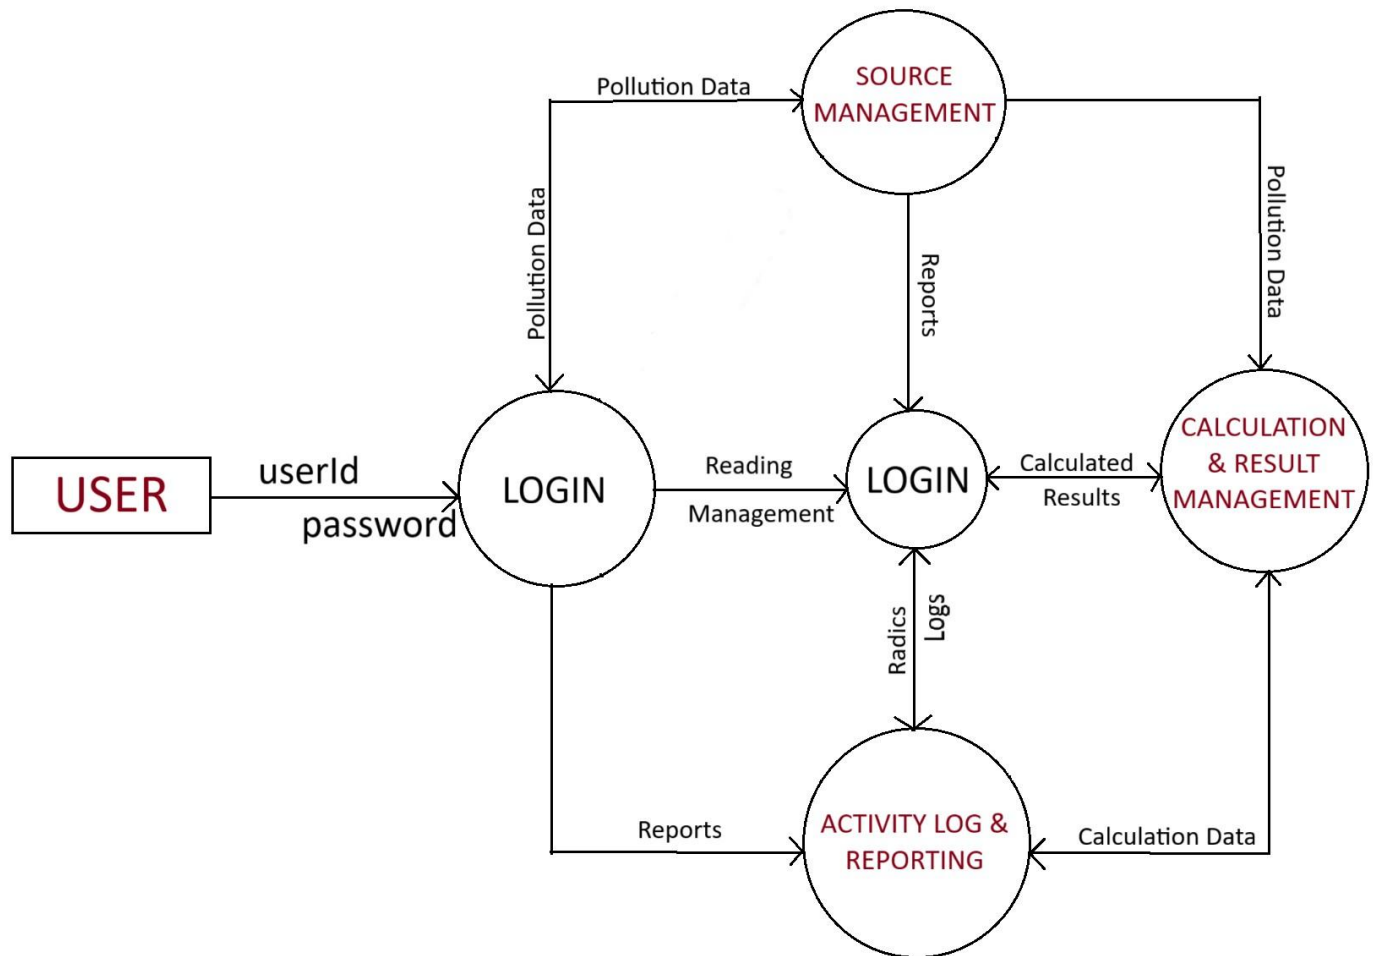 SOURCE
MANAGEMENT
Pollution Data
Pollution Data
Pollution Data
Reports
USER
userId
password
LOGIN
Reading
Management
LOGIN
Calculated
Results
CALCULATION
& RESULT
MANAGEMENT
Radics
Logs
Reports
ACTIVITY LOG &
REPORTING
Calculation Data